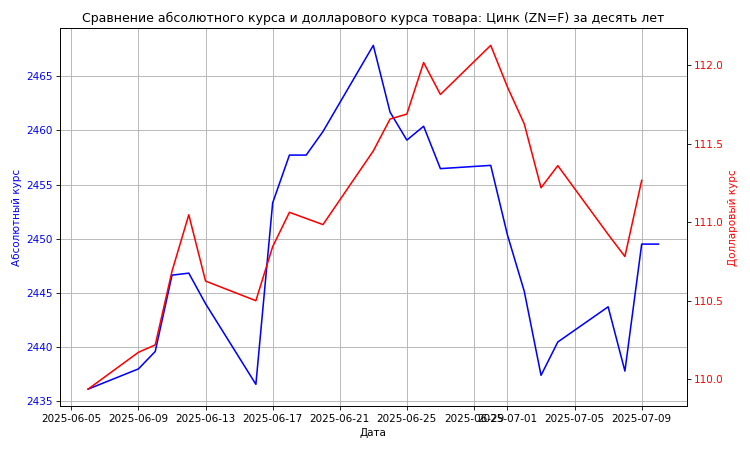 Сравнение абсолютного курса и долларового курса товара: Цинк (ZN=F) за десять лет
2465
2460
2455
2450
2445
2440
2435
Абсолютный курс
112.0
111.5
111.0
110.5
110.0
Долларовый курс
2025-06-05 2025-06-09 2025-06-13 2025-06-17 2025-06-21 2025-06-25 2025-06-29 2025-07-01 2025-07-05 2025-07-09
Дата